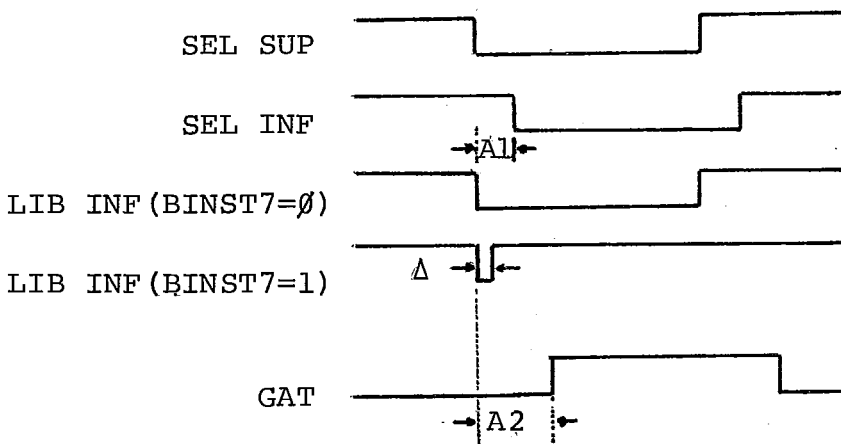 SEL SUP
SEL INF
A1
LIB INF(BINST7=Ø)
Δ
LIB INF(BINST7=1)
GAT
A2